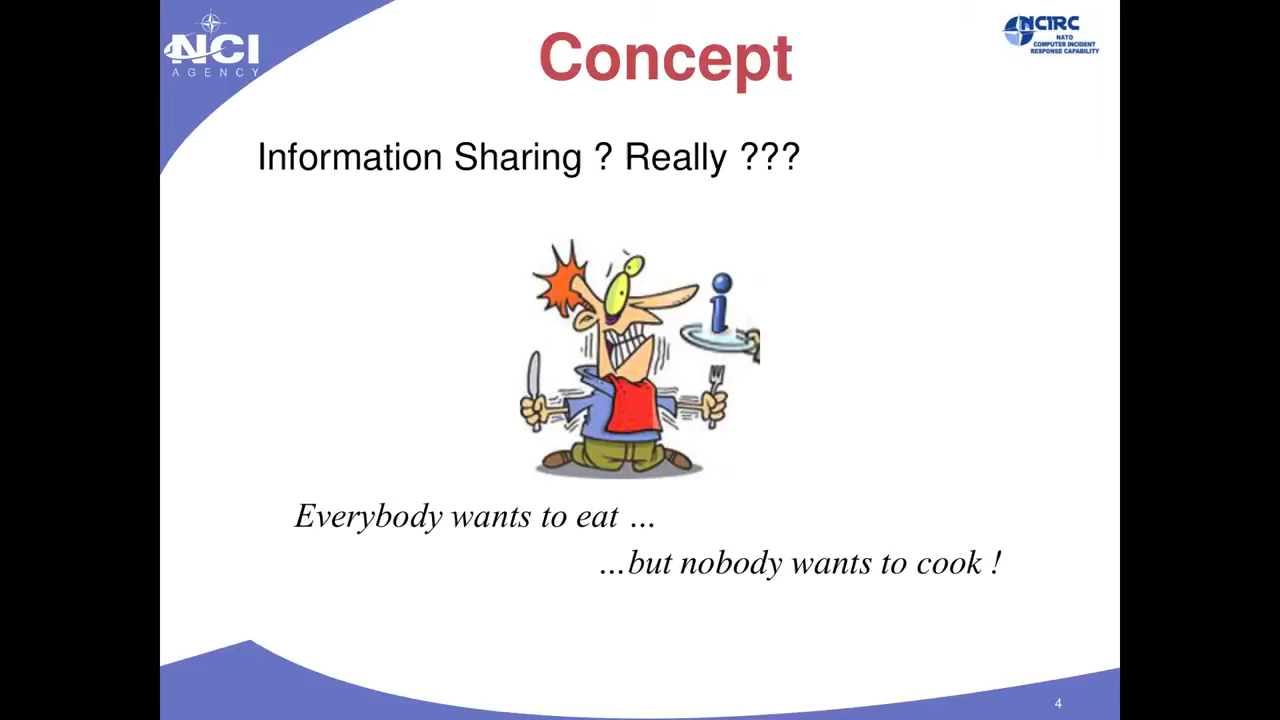 NCI
AGENCY
Concept
NCIRC
NATO
COMPUTER INCIDENT
RESPONSE CAPABILITY
Information Sharing ? Really ???
i
Everybody wants to eat …
…but nobody wants to cook !
4